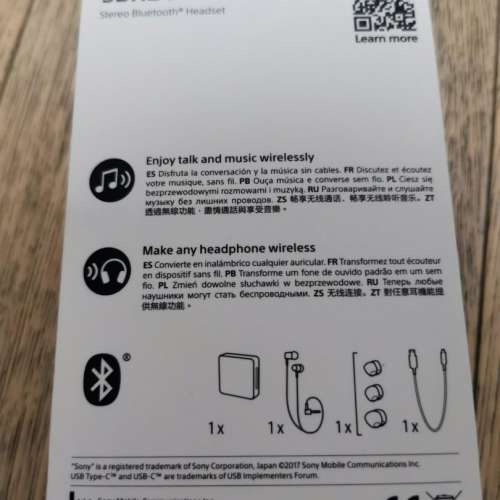 Stereo Bluetooth® Headset
Learn more
Enjoy talk and music wirelessly
ES Disfruta la conversación y la música sin cables. FR Discutez et écoutez
votre musique, sans fil. PB Ouça música e converse sem fio. PL Ciesz się
bezprzewodowymi rozmowami i muzyką. RU Разговаривайте и слушайте
музыку без лишних проводов. ZS 畅享无线通话、畅享无线聆听音乐。 ZT
透過無線功能，盡情通話與享受音樂。
Make any headphone wireless
ES Convierte en inalámbrico cualquier auricular. FR Transformez tout écouteur
en dispositif sans fil. PB Transforme um fone de ouvido padrão em um sem
fio. PL Zmień dowolne słuchawki w bezprzewodowe. RU Теперь любые
наушники могут стать беспроводными. ZS 无线连接。 ZT 對任意耳機能提
供無線功能。
®
1x 1x 1x 1x
"Sony" is a registered trademark of Sony Corporation, Japan ©2017 Sony Mobile Communications Inc.
USB Type-C™ and USB-C™ are trademarks of USB Implementers Forum.